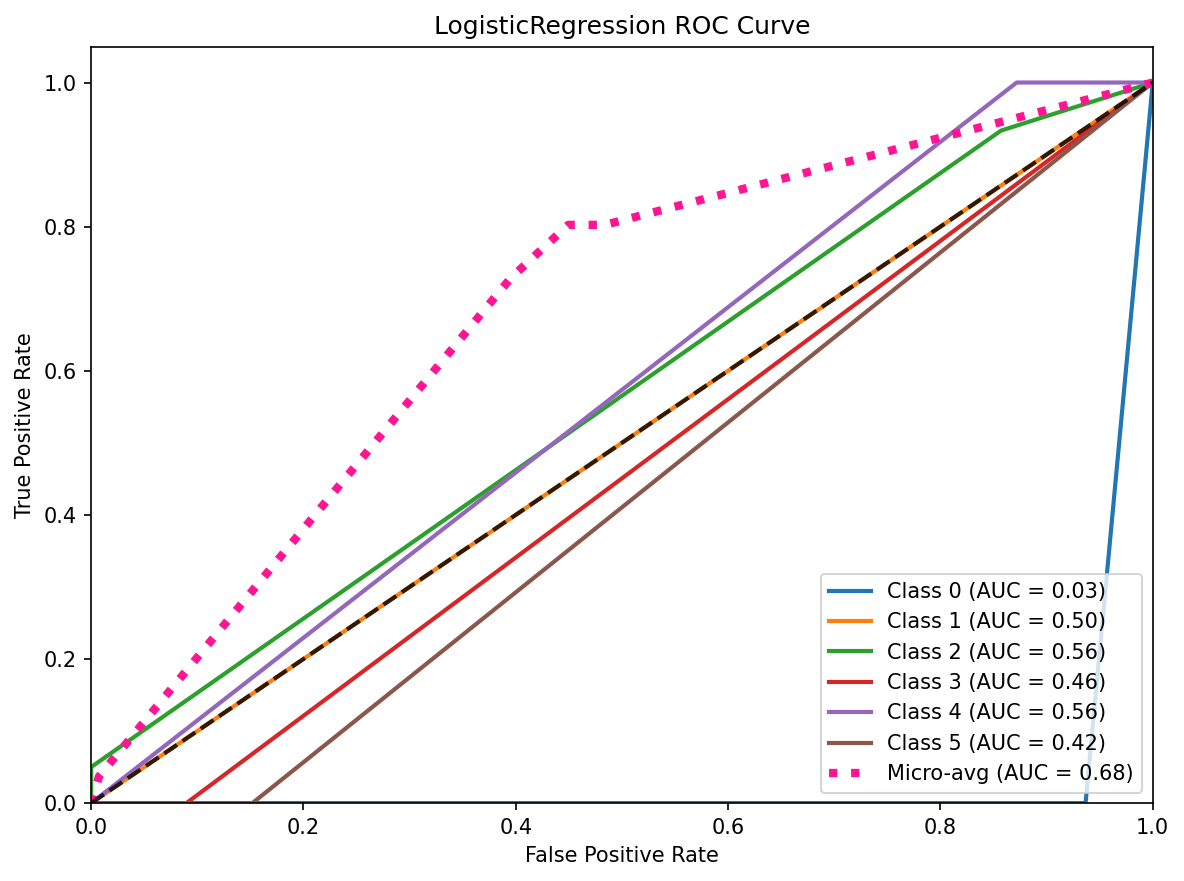 LogisticRegression ROC Curve
True Positive Rate
1.0
0.8
0.6
0.4
0.2
0.0
Class 0 (AUC = 0.03)
Class 1 (AUC = 0.50)
Class 2 (AUC = 0.56)
Class 3 (AUC = 0.46)
Class 4 (AUC = 0.56)
Class 5 (AUC = 0.42)
Micro-avg (AUC = 0.68)
0.0 0.2 0.4 0.6 0.8 1.0
False Positive Rate